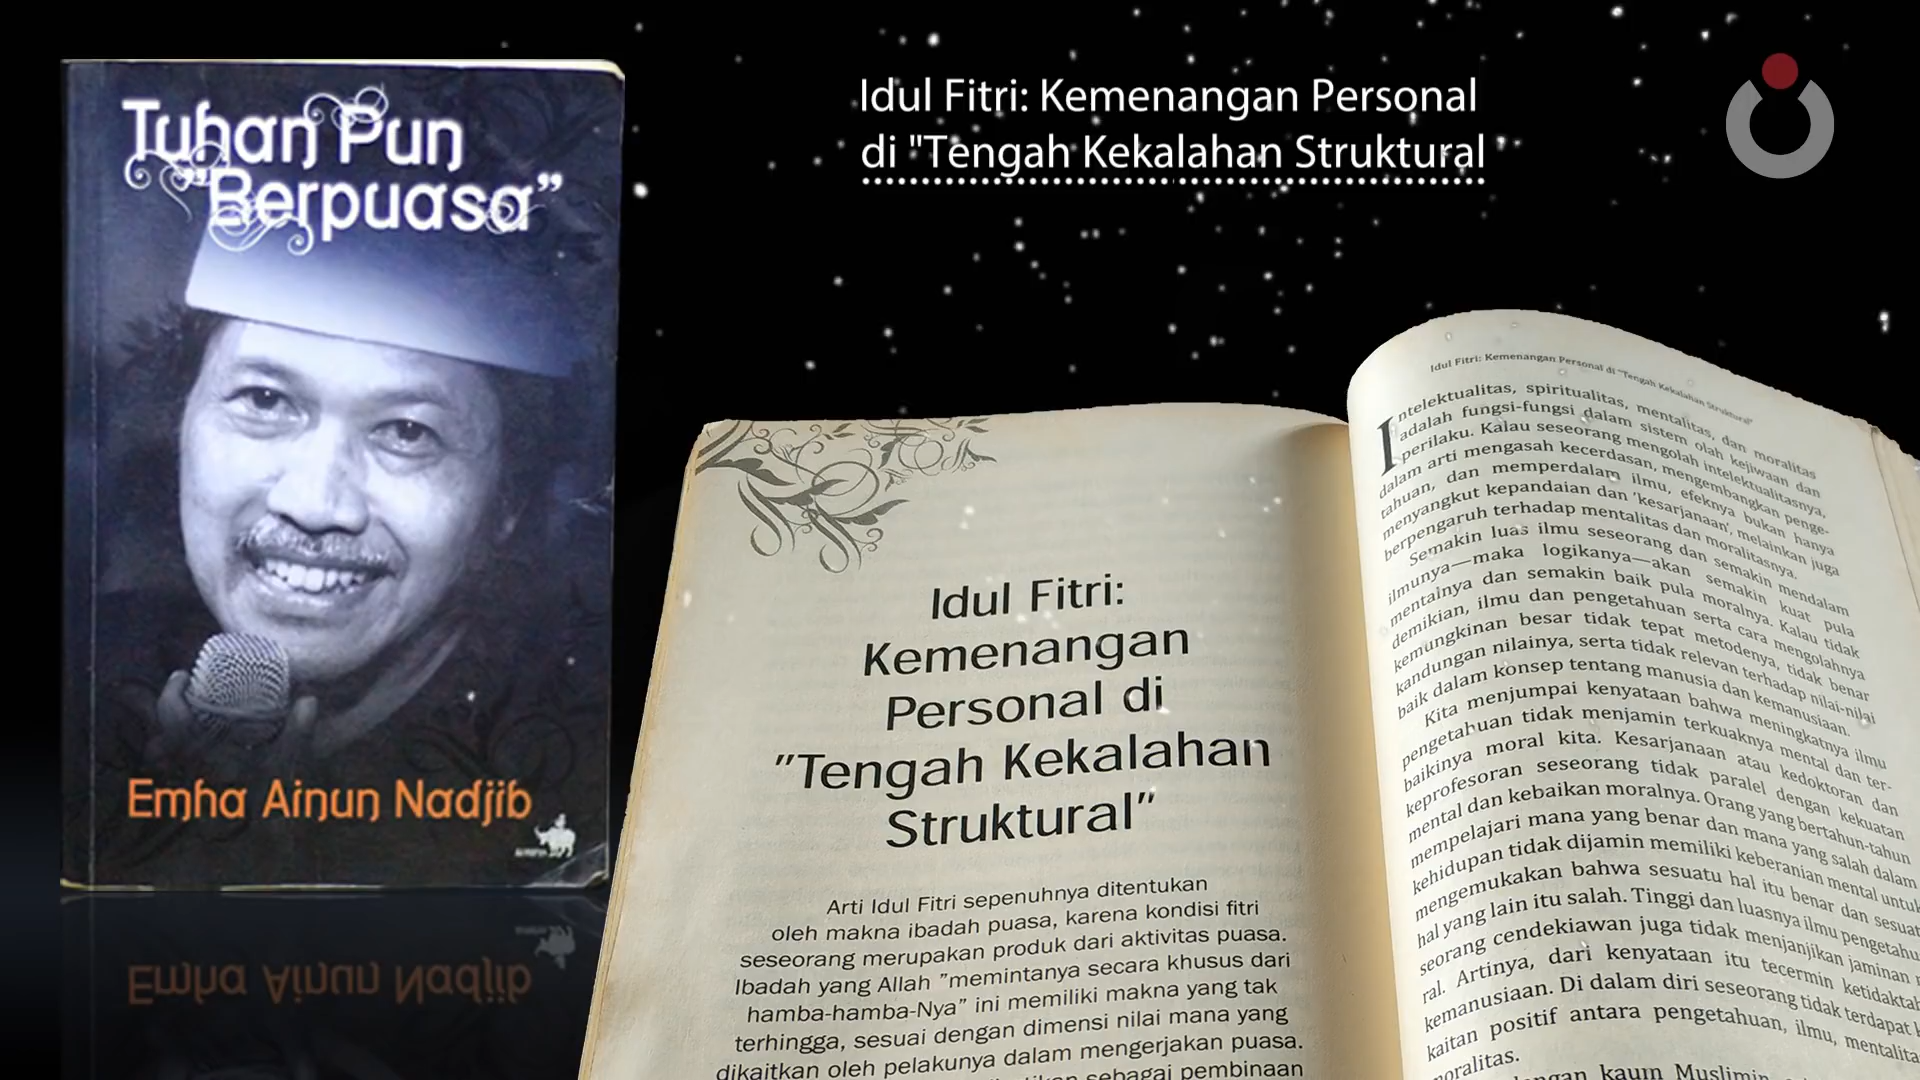 Tuhan Pun
"Berpuasa"
Emha Ainun Nadjib
Idul Fitri: Kemenangan Personal
di "Tengah Kekalahan Struktural
Idul Fitri:
Kemenangan
Personal di
"Tengah Kekalahan
Struktural"
Arti Idul Fitri sepenuhnya ditentukan
oleh makna ibadah puasa, karena kondisi fitri
seseorang merupakan produk dari aktivitas puasa.
Ibadah yang Allah "memintanya secara khusus dari
hamba-hamba-Nya" ini memiliki makna yang tak
terhingga, sesuai dengan dimensi nilai mana yang
dikaitkan oleh pelakunya dalam mengerjakan puasa.
sebagai pembinaan
Idul Fitri: Kemenangan Personal di "Tengah Kekalahan Struktural"
Intelektualitas, spiritualitas, mentalitas, dan moralitas
adalah fungsi-fungsi dalam sistem olah kejiwaan dan
perilaku. Kalau seseorang mengolah intelektualitasnya,
dalam arti mengasah kecerdasan, mengembangkan penge-
tahuan, dan memperdalam ilmu, efeknya bukan hanya
menyangkut kepandaian dan 'kesarjanaan', melainkan juga
berpengaruh terhadap mentalitas dan moralitasnya.
Semakin luas ilmu seseorang dan semakin mendalam
ilmunya—maka logikanya—akan semakin kuat pula
mentalnya dan semakin baik pula moralnya. Kalau tidak
demikian, ilmu dan pengetahuan serta cara mengolahnya
kemungkinan besar tidak tepat metodenya, tidak benar
kandungan nilainya, serta tidak relevan terhadap nilai-nilai
baik dalam konsep tentang manusia dan kemanusiaan.
Kita menjumpai kenyataan bahwa meningkatnya ilmu
pengetahuan tidak menjamin terkuaknya mental dan ter-
baikinya moral kita. Kesarjanaan atau kedoktoran dan
keprofesoran seseorang tidak paralel dengan kekuatan
mental dan kebaikan moralnya. Orang yang bertahun-tahun
mempelajari mana yang benar dan mana yang salah dalam
kehidupan tidak dijamin memiliki keberanian mental untuk
mengemukakan bahwa sesuatu hal itu benar dan sesuat
hal yang lain itu salah. Tinggi dan luasnya ilmu pengetahu
seorang cendekiawan juga tidak menjanjikan jaminan
ral. Artinya, dari kenyataan itu tecermin ketidaktah
kemanusiaan. Di dalam diri seseorang tidak terdapat
kaitan positif antara pengetahuan, ilmu, mentalita
moralitas.
kaum Muslimin